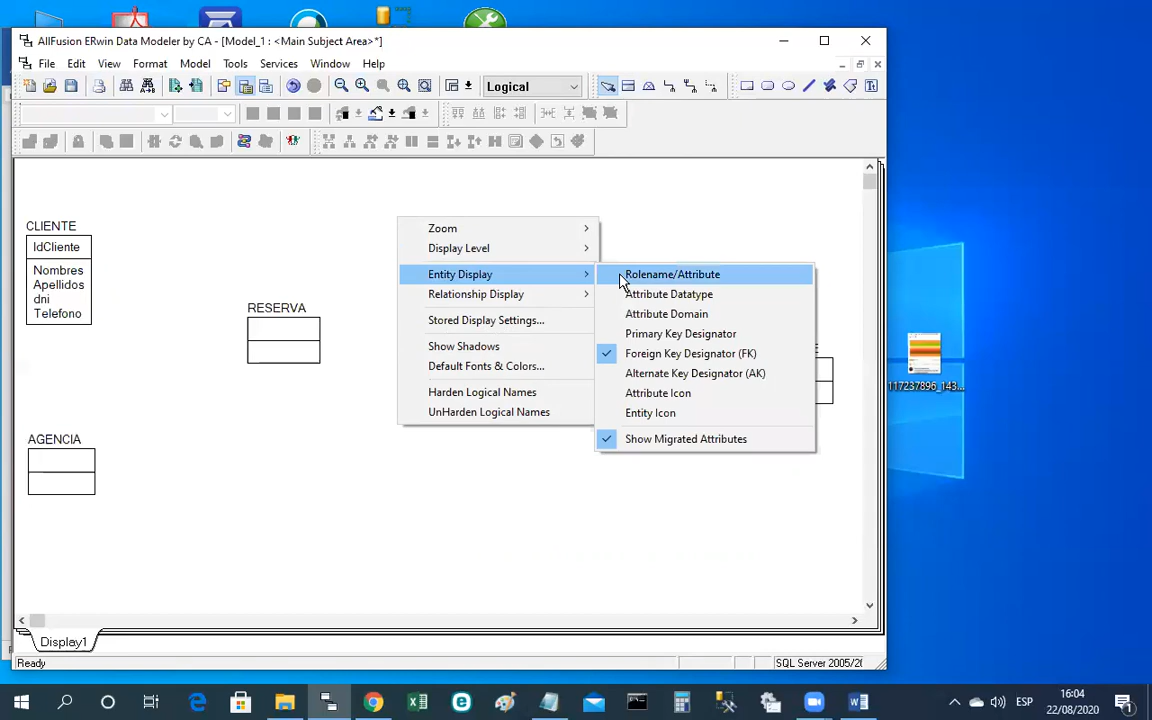 AllFusion ERwin Data Modeler by CA - [Model_1 : <Main Subject Area>*]
File Edit View Format Model Tools Services Window Help
Logical
CLIENTE
IdCliente
Nombres
Apellidos
dni
Telefono
RESERVA
AGENCIA
Zoom
Display Level
Entity Display
Relationship Display
Stored Display Settings...
Show Shadows
Default Fonts & Colors...
Harden Logical Names
UnHarden Logical Names
Rolename/Attribute
Attribute Datatype
Attribute Domain
Primary Key Designator
Foreign Key Designator (FK)
Alternate Key Designator (AK)
Attribute Icon
Entity Icon
Show Migrated Attributes
117237896_143...
Display1
Ready
SQL Server 2005/20
ESP
16:04
22/08/2020
1